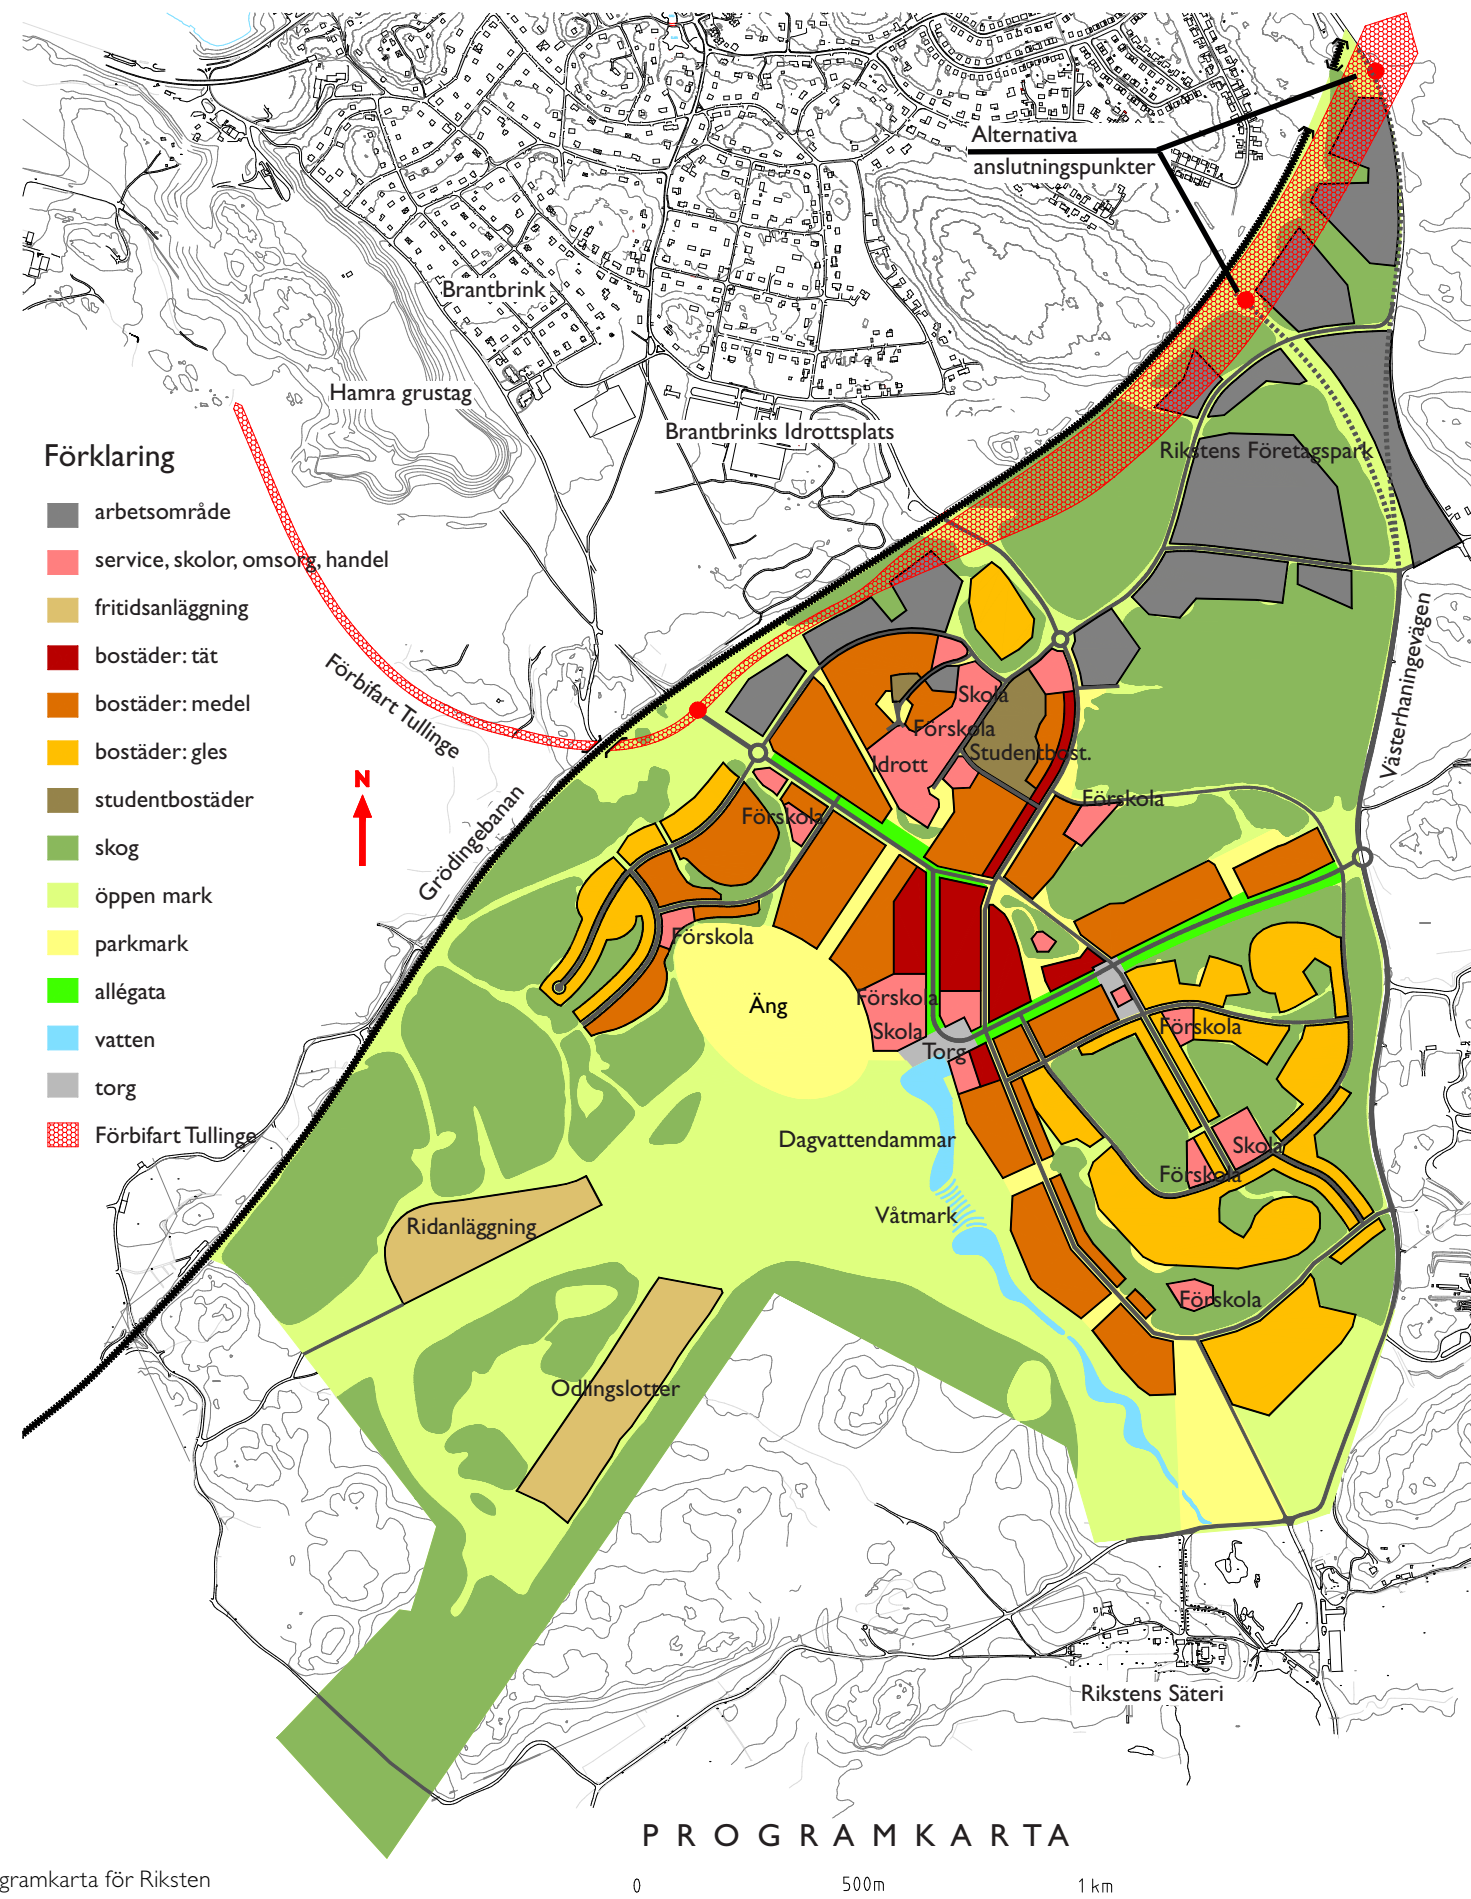 Alternativa
anslutningspunkter
Brantbrink
Hamra grustag
Brantbrinks Idrottsplats
Rikstens Företagspark
Förklaring
arbetsområde
service, skolor, omsorg, handel
fritidsanläggning
bostäder: tät
bostäder: medel
bostäder: gles
studentbostäder
skog
öppen mark
parkmark
allégata
vatten
torg
Förbifart Tullinge
Förbifart Tullinge
N
Grödingebanan
Västerhaningevägen
Skola
Förskola
Studentbost.
Idrott
Förskola
Förskola
Förskola
Äng
Förskola
Skola
Torg
Förskola
Dagvattendammar
Skola
Förskola
Våtmark
Ridanläggning
Förskola
Odlingslotter
Rikstens Säteri
PROGRAMKARTA
gramkarta för Riksten
0 500m 1 km